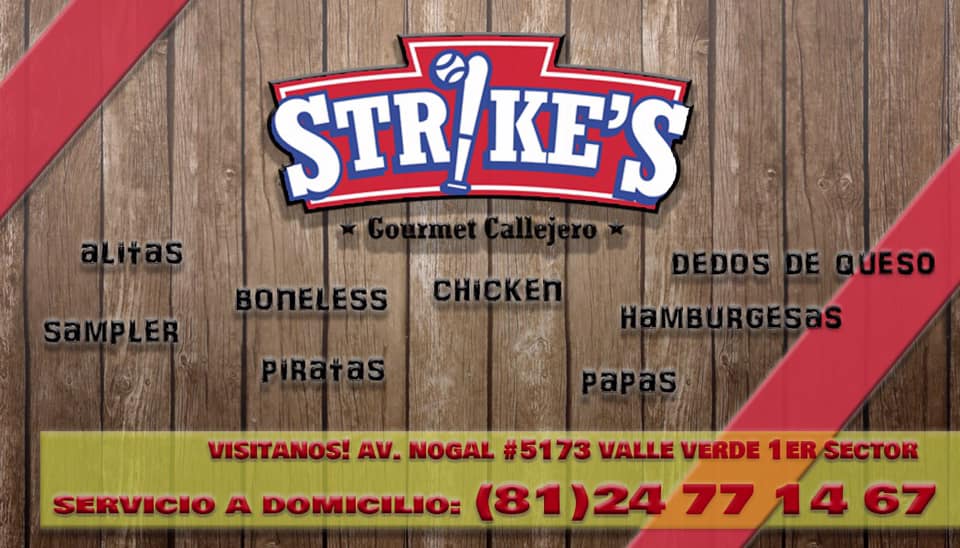 STRIKE'S
★ Gourmet Callejero ★
aLitas
BONELESS
CHiCKEN
DEDOS DE QUESO
SaMPLER
HaMBURGESaS
PiRatas
PaPas
VISITANOS! AV. NOGAL #5173 VALLE VERDE 1ER SECTOR
SERVICIO A DOMICILIO: (81)24 77 14 67